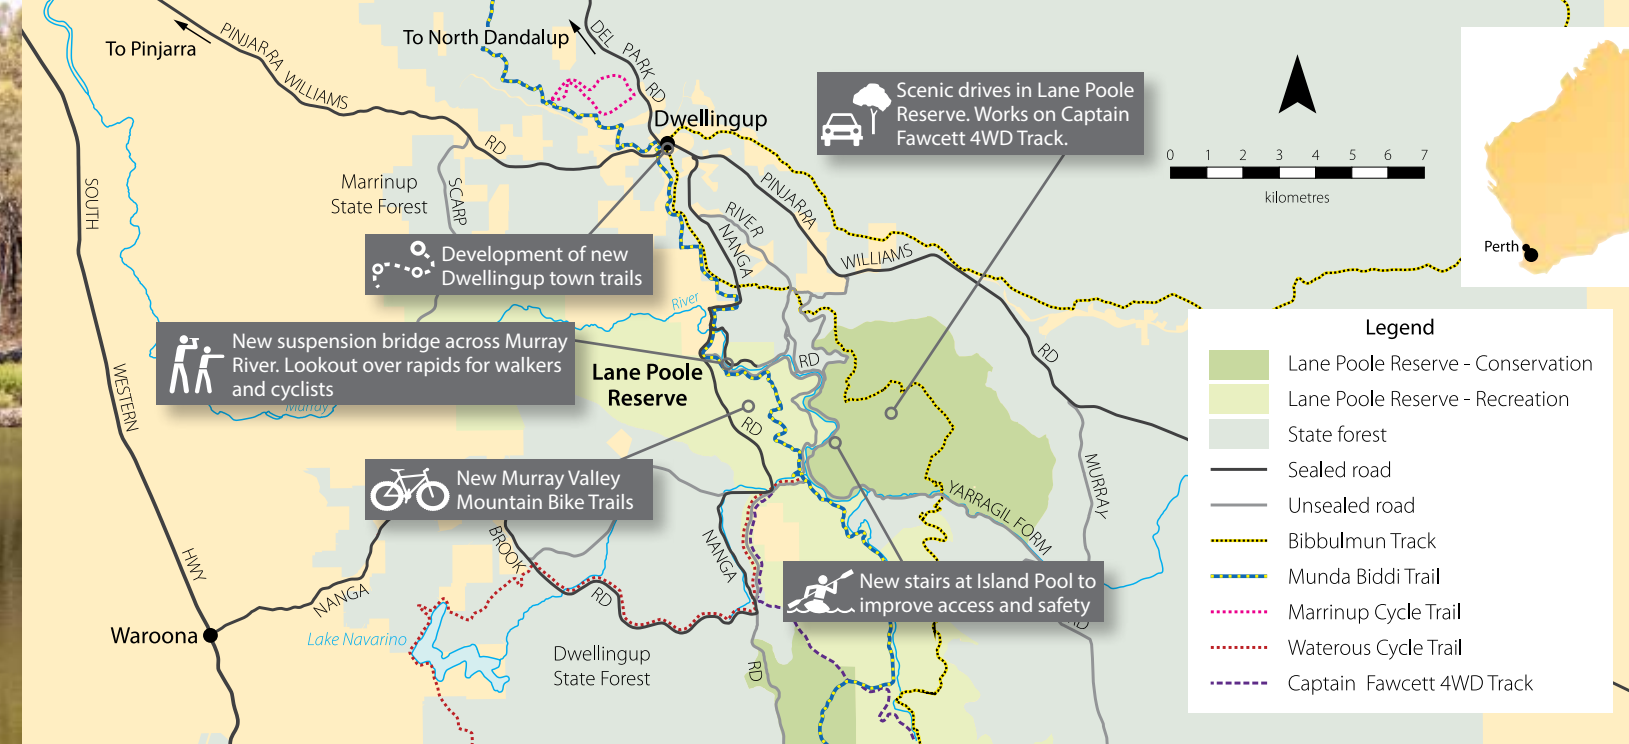 To Pinjarra
PINJARRA WILLIAMS
RD
To North Dandalup
DEL PARK RD
Dwellingup
Scenic drives in Lane Poole
Reserve. Works on Captain
Fawcett 4WD Track.
0 1 2 3 4 5 6 7
kilometres
Perth
SOUTH
WESTERN
HWY
Marrinup
State Forest
SCARP
RIVER
NANGA
PINJARRA
WILLIAMS
RD
Development of new
Dwellingup town trails
River
New suspension bridge across Murray
River. Lookout over rapids for walkers
and cyclists
Murray
RD
Lane Poole
Reserve
RD
New Murray Valley
Mountain Bike Trails
YARRAGIL FORM
MURRAY
RD
NANGA
BROOK
RD
NANGA
RD
New stairs at Island Pool to
improve access and safety
Waroona
Lake Navarino
Dwellingup
State Forest
Legend
Lane Poole Reserve - Conservation
Lane Poole Reserve - Recreation
State forest
Sealed road
Unsealed road
Bibbulmun Track
Munda Biddi Trail
Marrinup Cycle Trail
Waterous Cycle Trail
Captain Fawcett 4WD Track